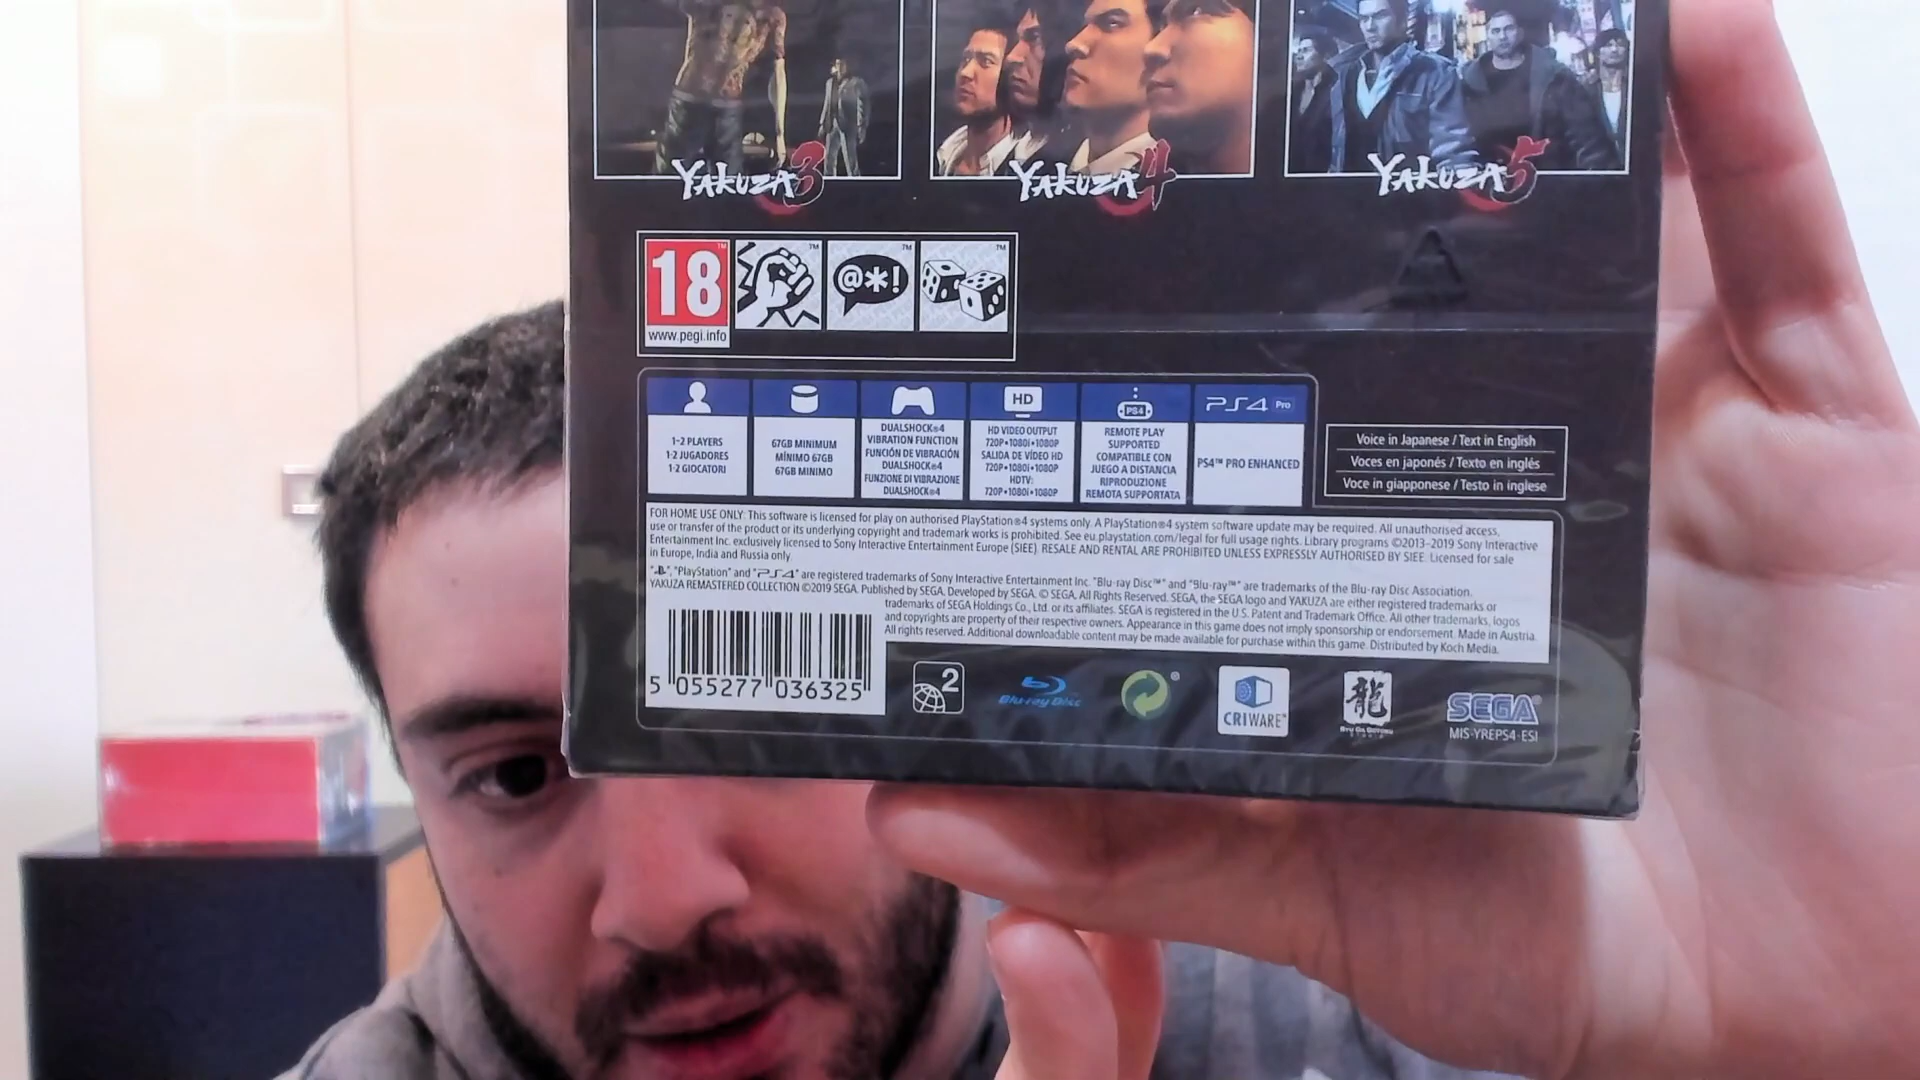 YAKUZA 3
YAKUZA 4
YAKUZA 5
18
www.pegi.info
@*!
1-2 PLAYERS
1-2 JUGADORES
1-2 GIOCATORI
67GB MINIMUM
MÍNIMO 67GB
67GB MINIMO
DUALSHOCK®4
VIBRATION FUNCTION
FUNCIÓN DE VIBRACIÓN
DUALSHOCK®4
FUNZIONE DI VIBRAZIONE
DUALSHOCK®4
HD
HD VIDEO OUTPUT
720P•1080i•1080P
SALIDA DE VÍDEO HD
720P•1080i•1080P
HDTV:
720P•1080i•1080P
PS4
REMOTE PLAY
SUPPORTED
COMPATIBLE CON
JUEGO A DISTANCIA
RIPRODUZIONE
REMOTA SUPPORTATA
PS4 Pro
PS4™ PRO ENHANCED
Voice in Japanese / Text in English
Voces en japonés / Texto en inglés
Voce in giapponese / Testo in inglese
FOR HOME USE ONLY: This software is licensed for play on authorised PlayStation®4 systems only. A PlayStation®4 system software update may be required. All unauthorised access,
use or transfer of the product or its underlying copyright and trademark works is prohibited. See eu.playstation.com/legal for full usage rights. Library programs ©2013-2019 Sony Interactive
Entertainment Inc. exclusively licensed to Sony Interactive Entertainment Europe (SIEE). RESALE AND RENTAL ARE PROHIBITED UNLESS EXPRESSLY AUTHORISED BY SIEE. Licensed for sale
in Europe, India and Russia only.
"PlayStation" and "PS4" are registered trademarks of Sony Interactive Entertainment Inc. "Blu-ray Disc™" and "Blu-ray™" are trademarks of the Blu-ray Disc Association.
YAKUZA REMASTERED COLLECTION ©2019 SEGA. Published by SEGA. Developed by SEGA. © SEGA. All Rights Reserved. SEGA, the SEGA logo and YAKUZA are either registered trademarks or
trademarks of SEGA Holdings Co., Ltd. or its affiliates. SEGA is registered in the U.S. Patent and Trademark Office. All other trademarks, logos
and copyrights are property of their respective owners. Appearance in this game does not imply sponsorship or endorsement. Made in Austria.
All rights reserved. Additional downloadable content may be made available for purchase within this game. Distributed by Koch Media.
5 055277 036325
2
Blu-ray Disc
CRIWARE™
龍
RYU GA GOTOKU
STUDIO
SEGA®
MIS-YREPS4-ESI